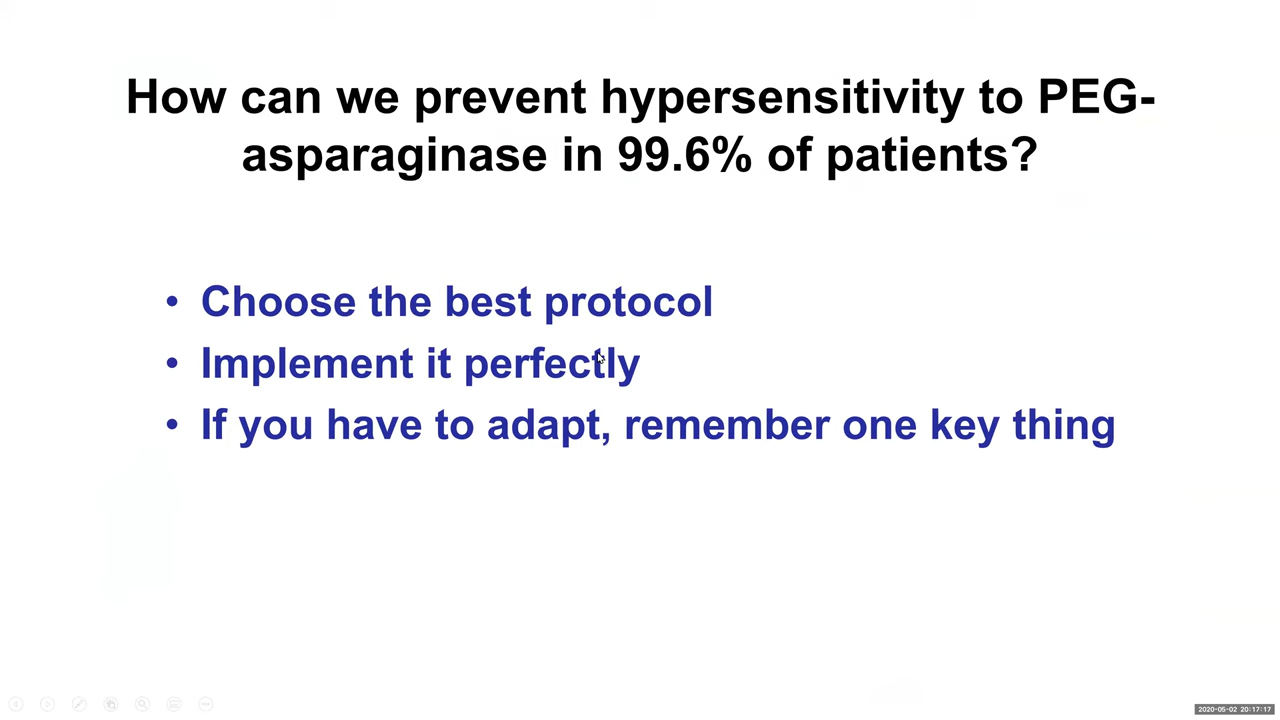 How can we prevent hypersensitivity to PEG-
asparaginase in 99.6% of patients?
• Choose the best protocol
• Implement it perfectly
• If you have to adapt, remember one key thing
2020-05-02 20:17:17